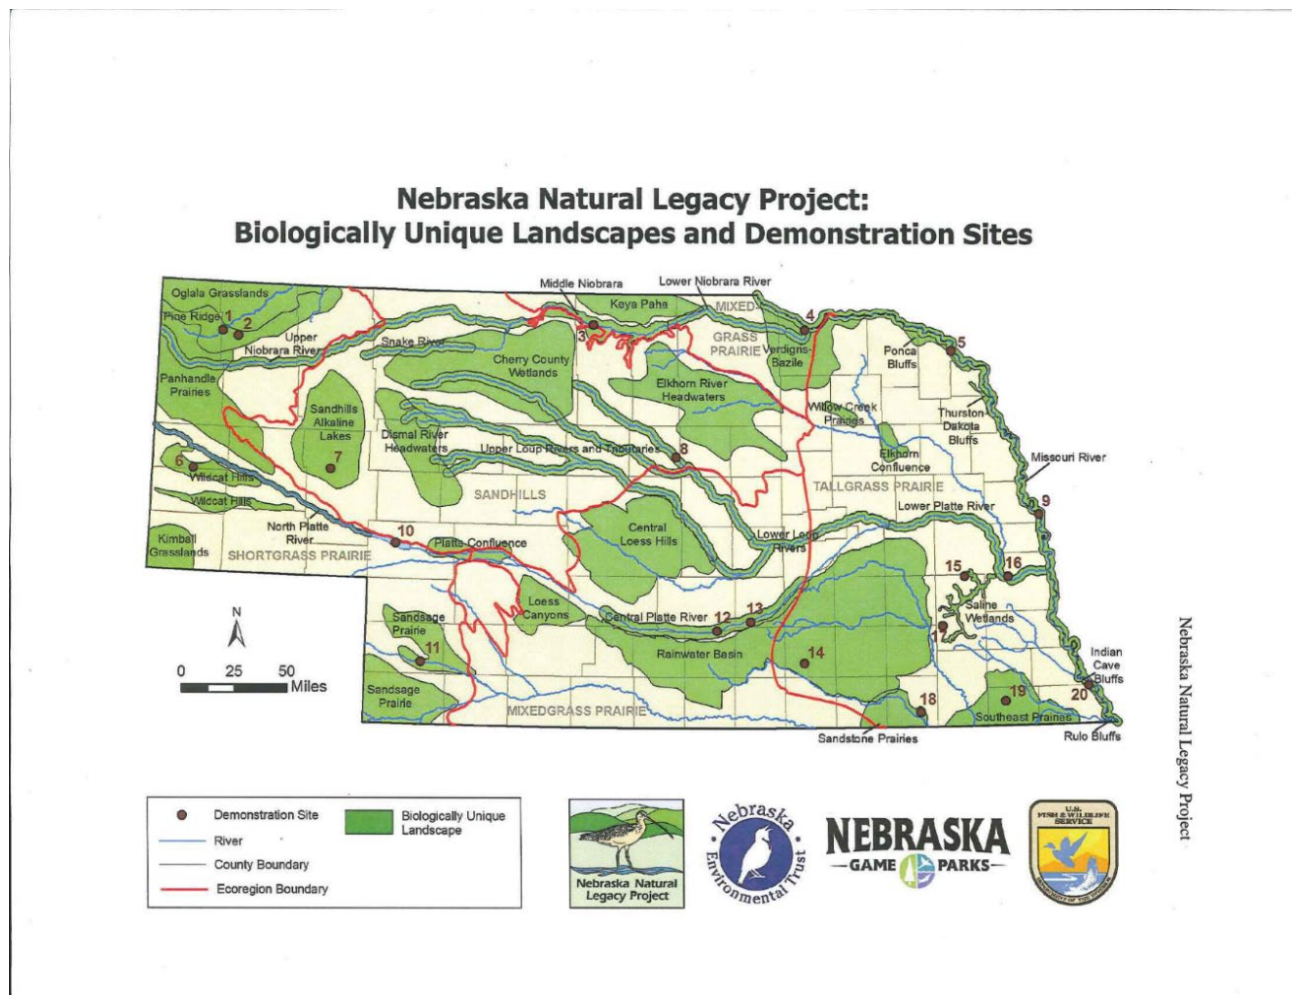 Nebraska Natural Legacy Project:
Biologically Unique Landscapes and Demonstration Sites
Oglala Grasslands
Pine Ridge
1
2
Upper
Niobrara River
Middle Niobrara
3
Keya Paha
Lower Niobrara River
MIXED-
GRASS
PRAIRIE
4
Verdigris-
Bazile
Ponca
Bluffs
5
Snake River
Cherry County
Wetlands
Elkhorn River
Headwaters
Willow Creek
Prairies
Thurston-
Dakota
Bluffs
Panhandle
Prairies
Sandhills
Alkaline
Lakes
7
Dismal River
Headwaters
Upper Loup Rivers and Tributaries
8
Elkhorn
Confluence
Missouri River
6
Wildcat Hills
Wildcat Hills
SANDHILLS
TALLGRASS PRAIRIE
Lower Platte River
9
North Platte
River
10
Platte Confluence
Central
Loess Hills
Lower Loup
Rivers
Kimball
Grasslands
SHORTGRASS PRAIRIE
15
16
Saline
Wetlands
17
Loess
Canyons
Central Platte River
12
13
N
0 25 50
Miles
Sandsage
Prairie
11
Rainwater Basin
14
Indian
Cave
Bluffs
20
Sandsage
Prairie
MIXEDGRASS PRAIRIE
18
19
Southeast Prairies
Sandstone Prairies
Rulo Bluffs
Nebraska Natural Legacy Project
Demonstration Site
River
County Boundary
Ecoregion Boundary
Biologically Unique
Landscape
Nebraska Natural
Legacy Project
Nebraska
Environmental Trust
NEBRASKA
GAME PARKS
U.S.
FISH & WILDLIFE
SERVICE
DEPARTMENT OF THE INTERIOR